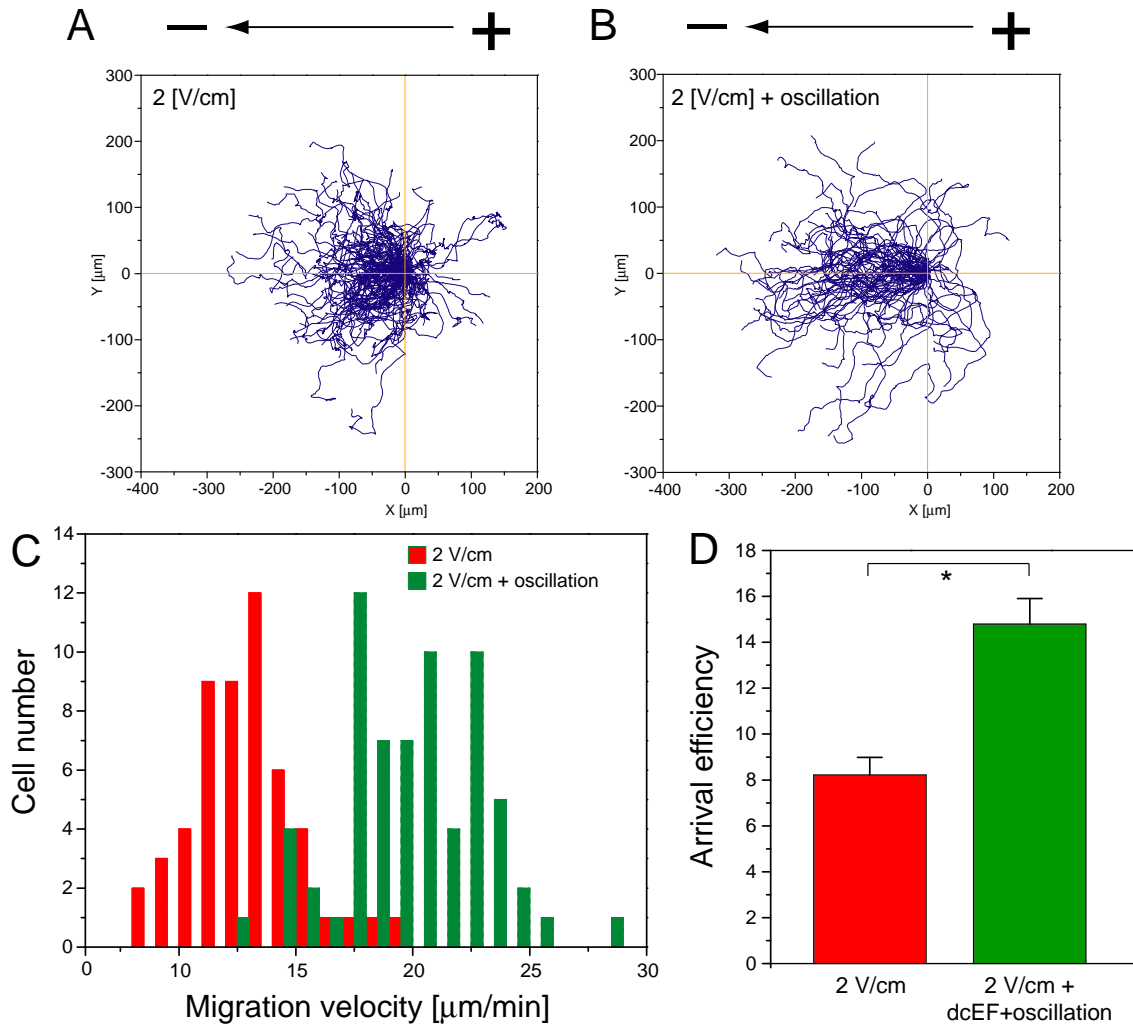 A
− +
B
− +
2 [V/cm]
300
200
100
0
-100
-200
-300
Y [μm]
-400 -300 -200 -100 0 100 200
X [μm]
2 [V/cm] + oscillation
300
200
100
0
-100
-200
-300
Y [μm]
-400 -300 -200 -100 0 100 200
X [μm]
C
14
12
10
8
6
4
2
0
Cell number
2 V/cm
2 V/cm + oscillation
0 10 15 20 25 30
Migration velocity [μm/min]
D
18
16
14
12
10
8
6
4
2
0
Arrival efficiency
*
2 V/cm
2 V/cm +
dcEF+oscillation